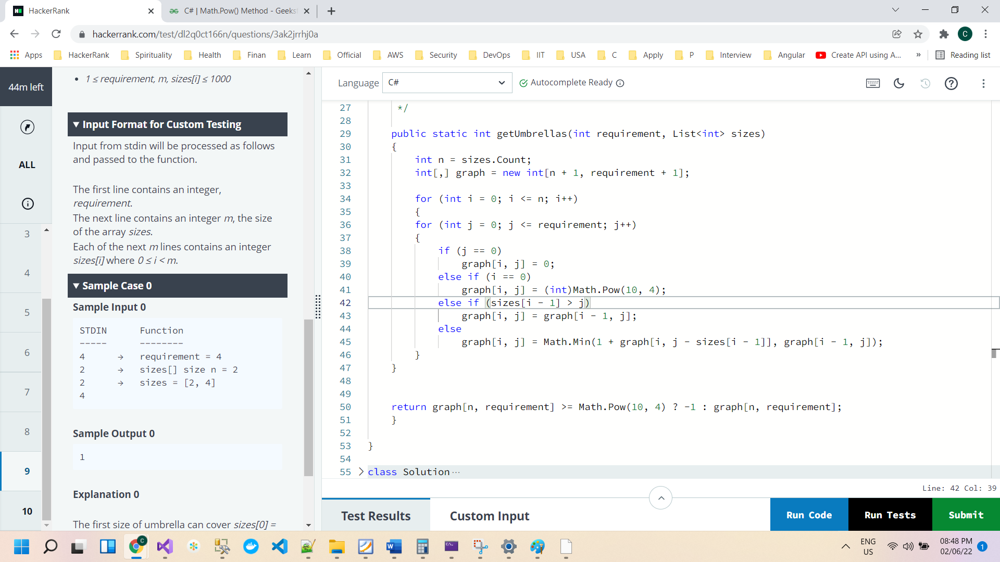 HackerRank
C# | Math.Pow() Method - Geeks
hackerrank.com/test/dl2q0ct166n/questions/3ak2jrrhj0a
C
Apps
HackerRank
Spirituality
Health
Finan
Learn
Official
AWS
Security
DevOps
IIT
USA
C
Apply
P
Interview
Angular
Create API using A...
»
Reading list
44m left
ALL
3
4
5
6
7
8
9
10
• 1 ≤ requirement, m, sizes[i] ≤ 1000
▼ Input Format for Custom Testing
Input from stdin will be processed as follows
and passed to the function.
The first line contains an integer,
requirement.
The next line contains an integer m, the size
of the array sizes.
Each of the next m lines contains an integer
sizes[i] where 0 ≤ i < m.
▼ Sample Case 0
Sample Input 0
STDIN Function
----- --------
4 → requirement = 4
2 → sizes[] size n = 2
2 → sizes = [2, 4]
4
Sample Output 0
1
Explanation 0
The first size of umbrella can cover sizes[0] =
Language C# Autocomplete Ready
27 */
28
29 public static int getUmbrellas(int requirement, List<int> sizes)
30 {
31 int n = sizes.Count;
32 int[,] graph = new int[n + 1, requirement + 1];
33
34 for (int i = 0; i <= n; i++)
35 {
36 for (int j = 0; j <= requirement; j++)
37 {
38 if (j == 0)
39 graph[i, j] = 0;
40 else if (i == 0)
41 graph[i, j] = (int)Math.Pow(10, 4);
42 else if (sizes[i - 1] > j)
43 graph[i, j] = graph[i - 1, j];
44 else
45 graph[i, j] = Math.Min(1 + graph[i, j - sizes[i - 1]], graph[i - 1, j]);
46 }
47 }
48
49
50 return graph[n, requirement] >= Math.Pow(10, 4) ? -1 : graph[n, requirement];
51 }
52
53 }
54
55 class Solution ...
Line: 42 Col: 39
Test Results
Custom Input
Run Code
Run Tests
Submit
ENG
US
08:48 PM
02/06/22
1